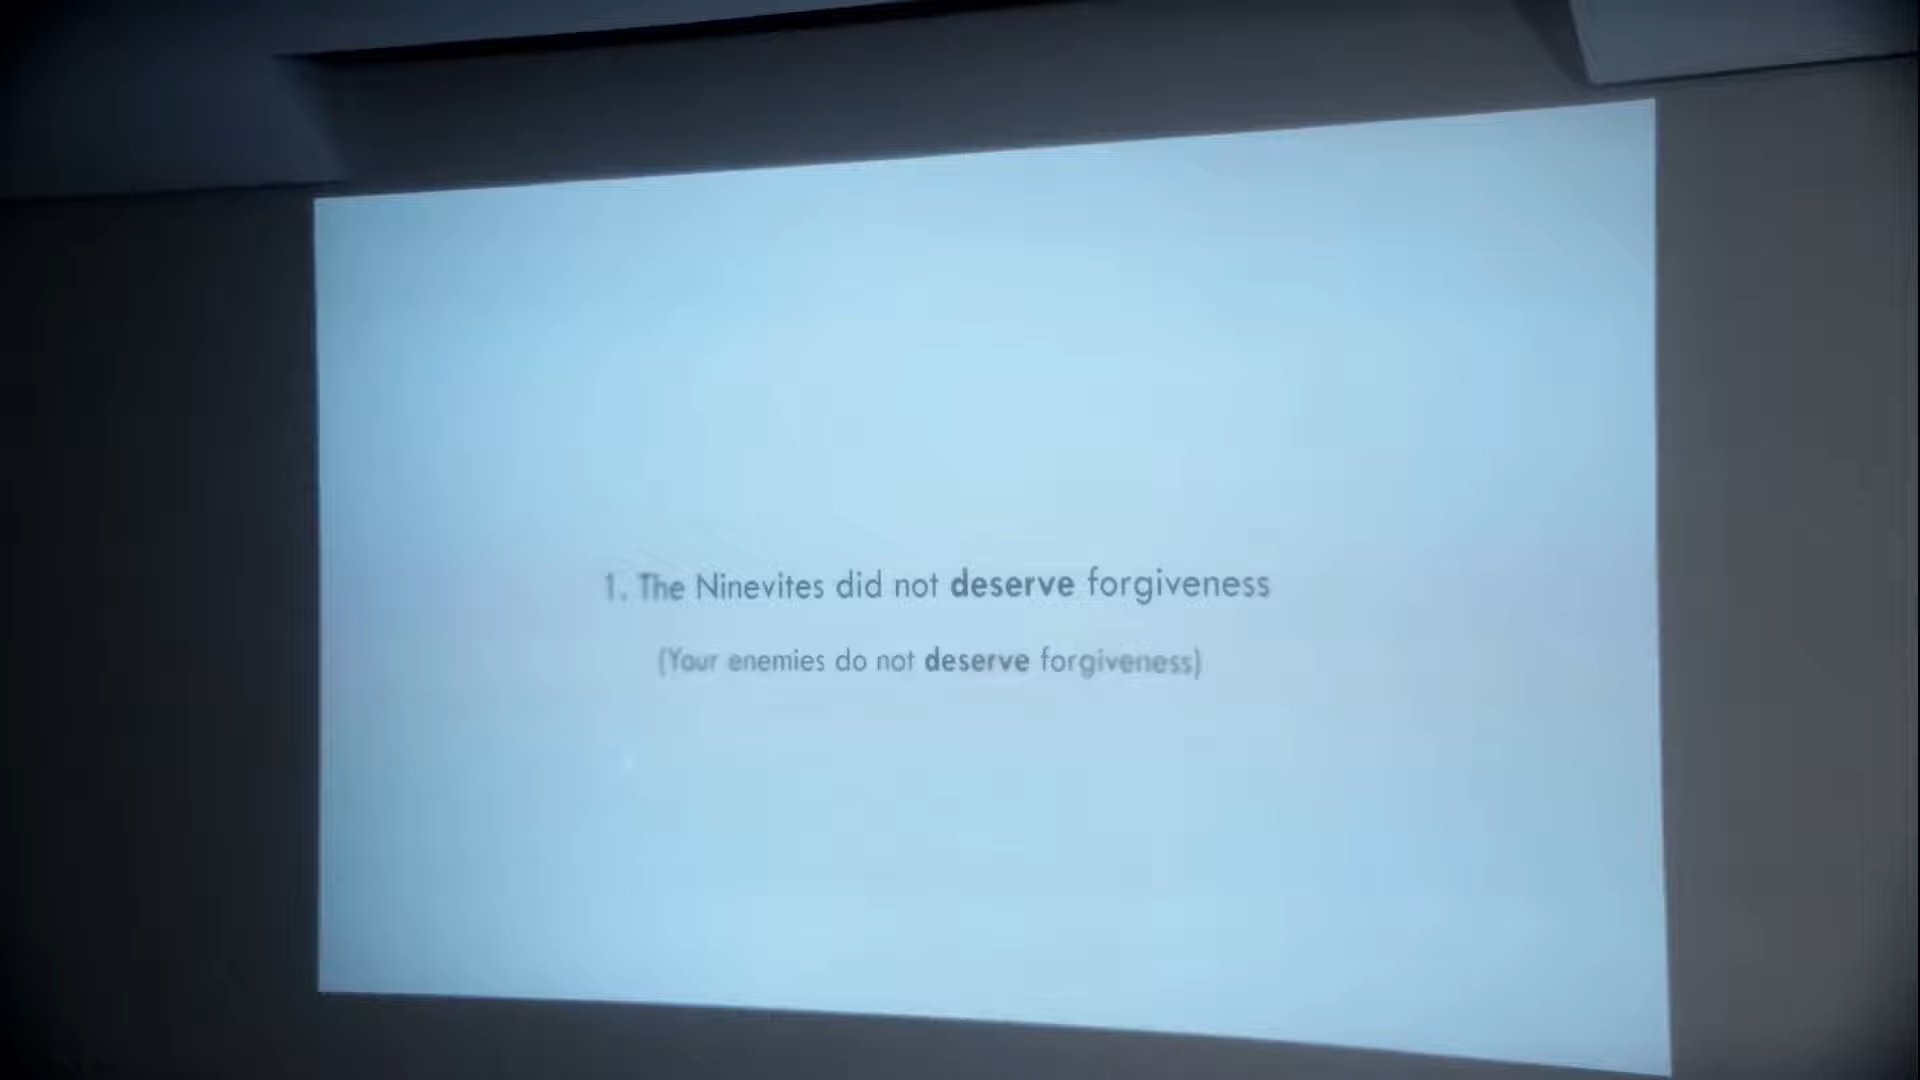 1. The Ninevites did not deserve forgiveness
(Your enemies do not deserve forgiveness)